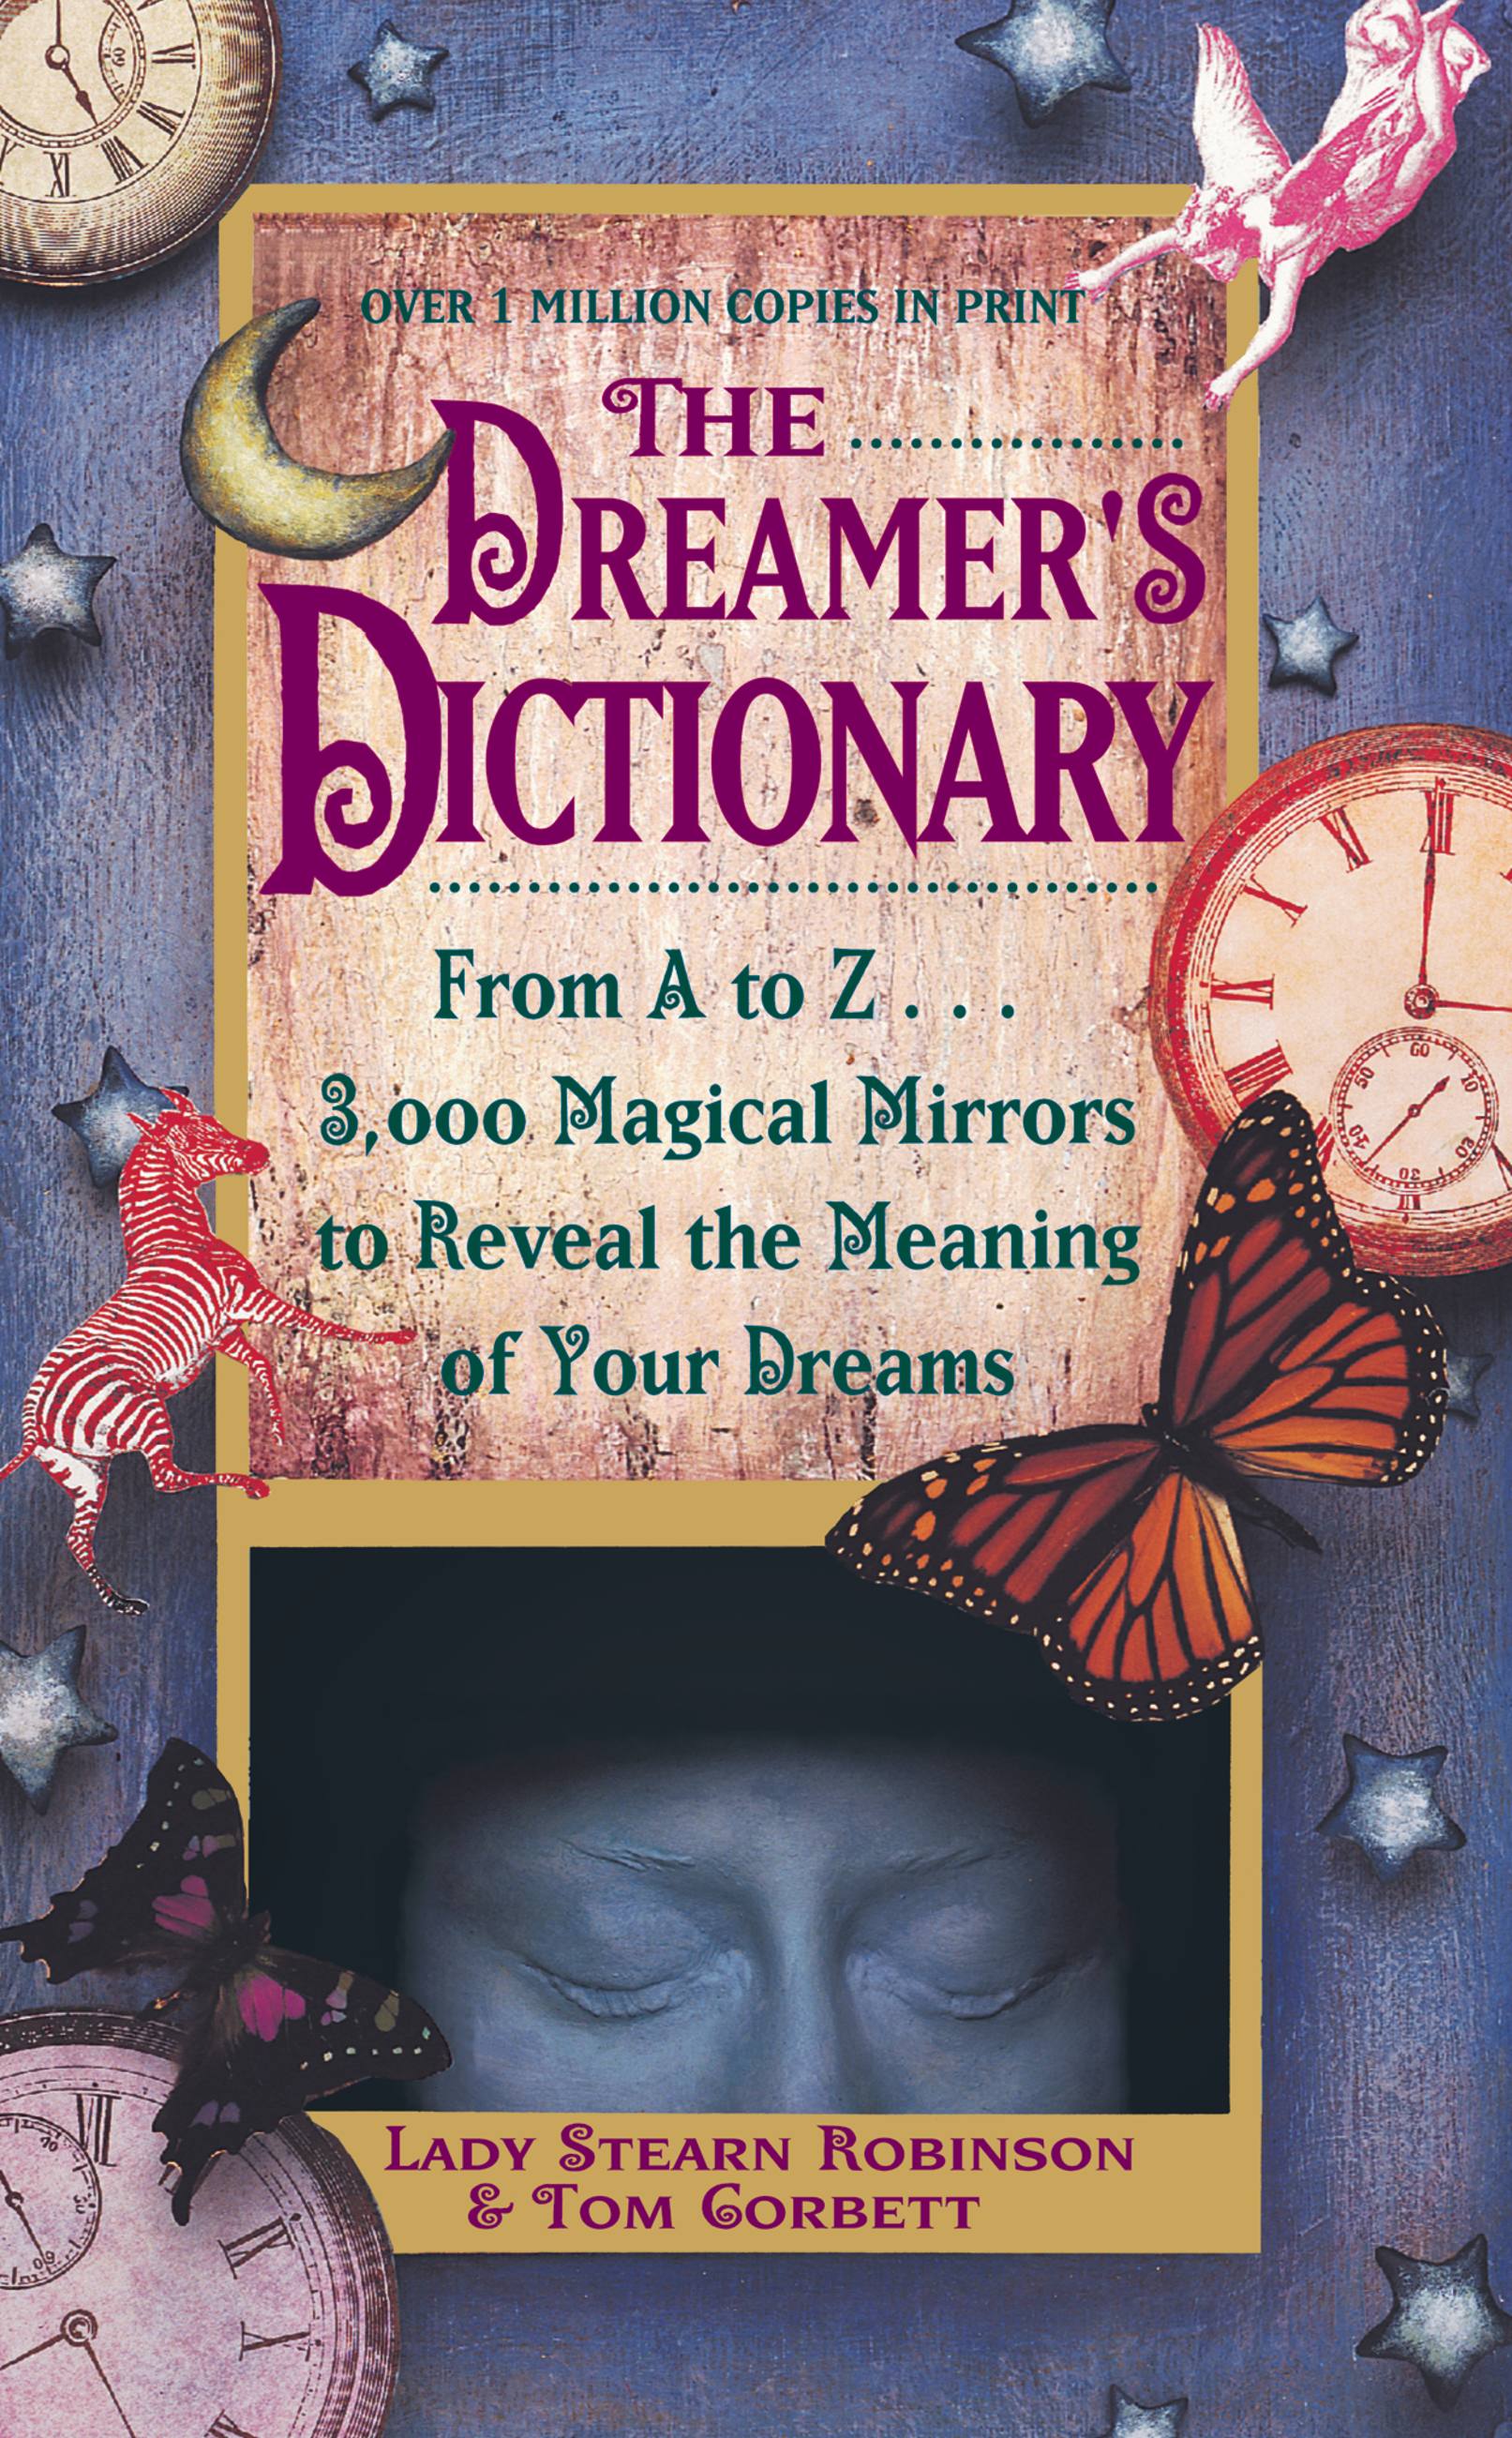 OVER 1 MILLION COPIES IN PRINT
THE
DREAMER'S
DICTIONARY
From A to Z . . .
3,000 Magical Mirrors
to Reveal the Meaning
of Your Dreams
LADY STEARN ROBINSON
& TOM CORBETT